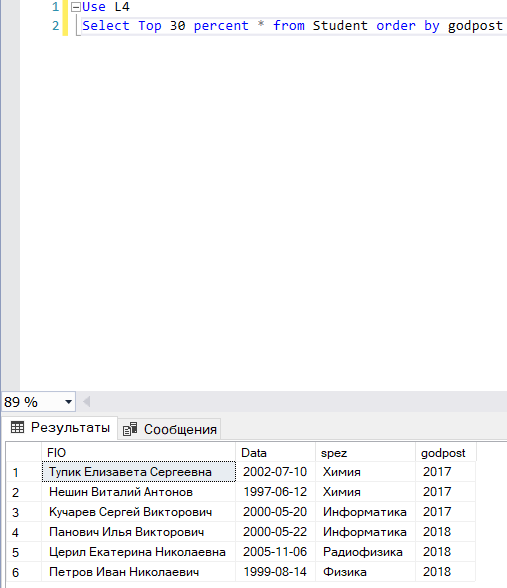 1 Use L4
2 Select Top 30 percent * from Student order by godpost
89 %
Результаты Сообщения
FIO Data spez godpost
1 Тупик Елизавета Сергеевна 2002-07-10 Химия 2017
2 Нешин Виталий Антонов 1997-06-12 Химия 2017
3 Кучарев Сергей Викторович 2000-05-20 Информатика 2017
4 Панович Илья Викторович 2000-05-22 Информатика 2018
5 Церил Екатерина Николаевна 2005-11-06 Радиофизика 2018
6 Петров Иван Николаевич 1999-08-14 Физика 2018